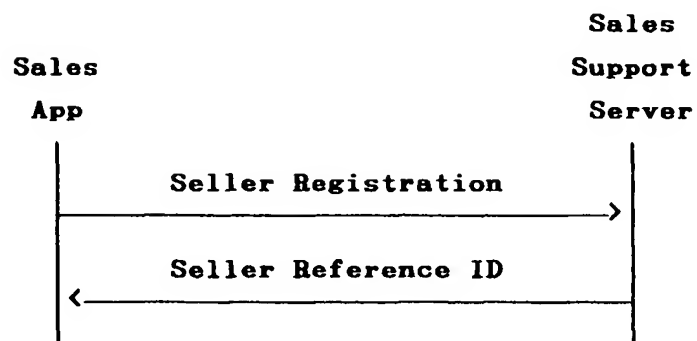 Sales
App
Sales
Support
Server
Seller Registration
Seller Reference ID